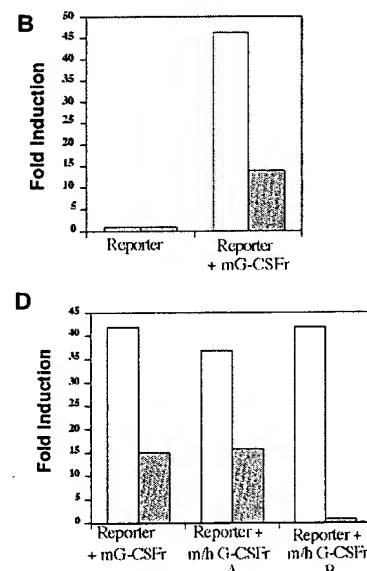 B
Fold Induction
50
45
40
35
30
25
20
15
10
5
0
Reporter
Reporter
+ mG-CSFr
D
Fold Induction
45
40
35
30
25
20
15
10
5
0
Reporter
+ mG-CSFr
Reporter +
m/h G-CSFr
A
Reporter +
m/h G-CSFr